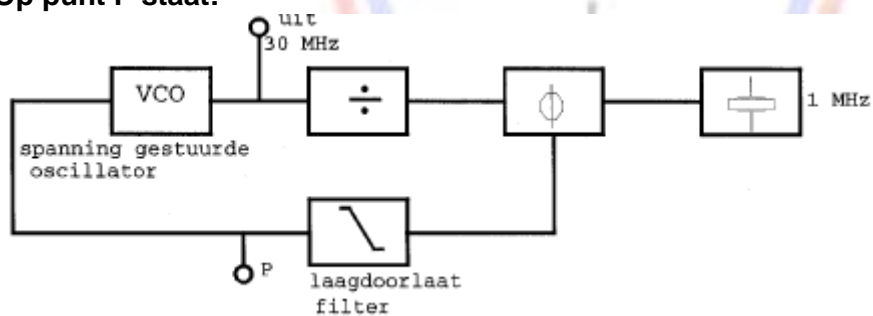 Op punt P staat:
uit
30 MHz
VCO
÷
ϕ
1 MHz
spanning gestuurde
oscillator
P
laagdoorlaat
filter